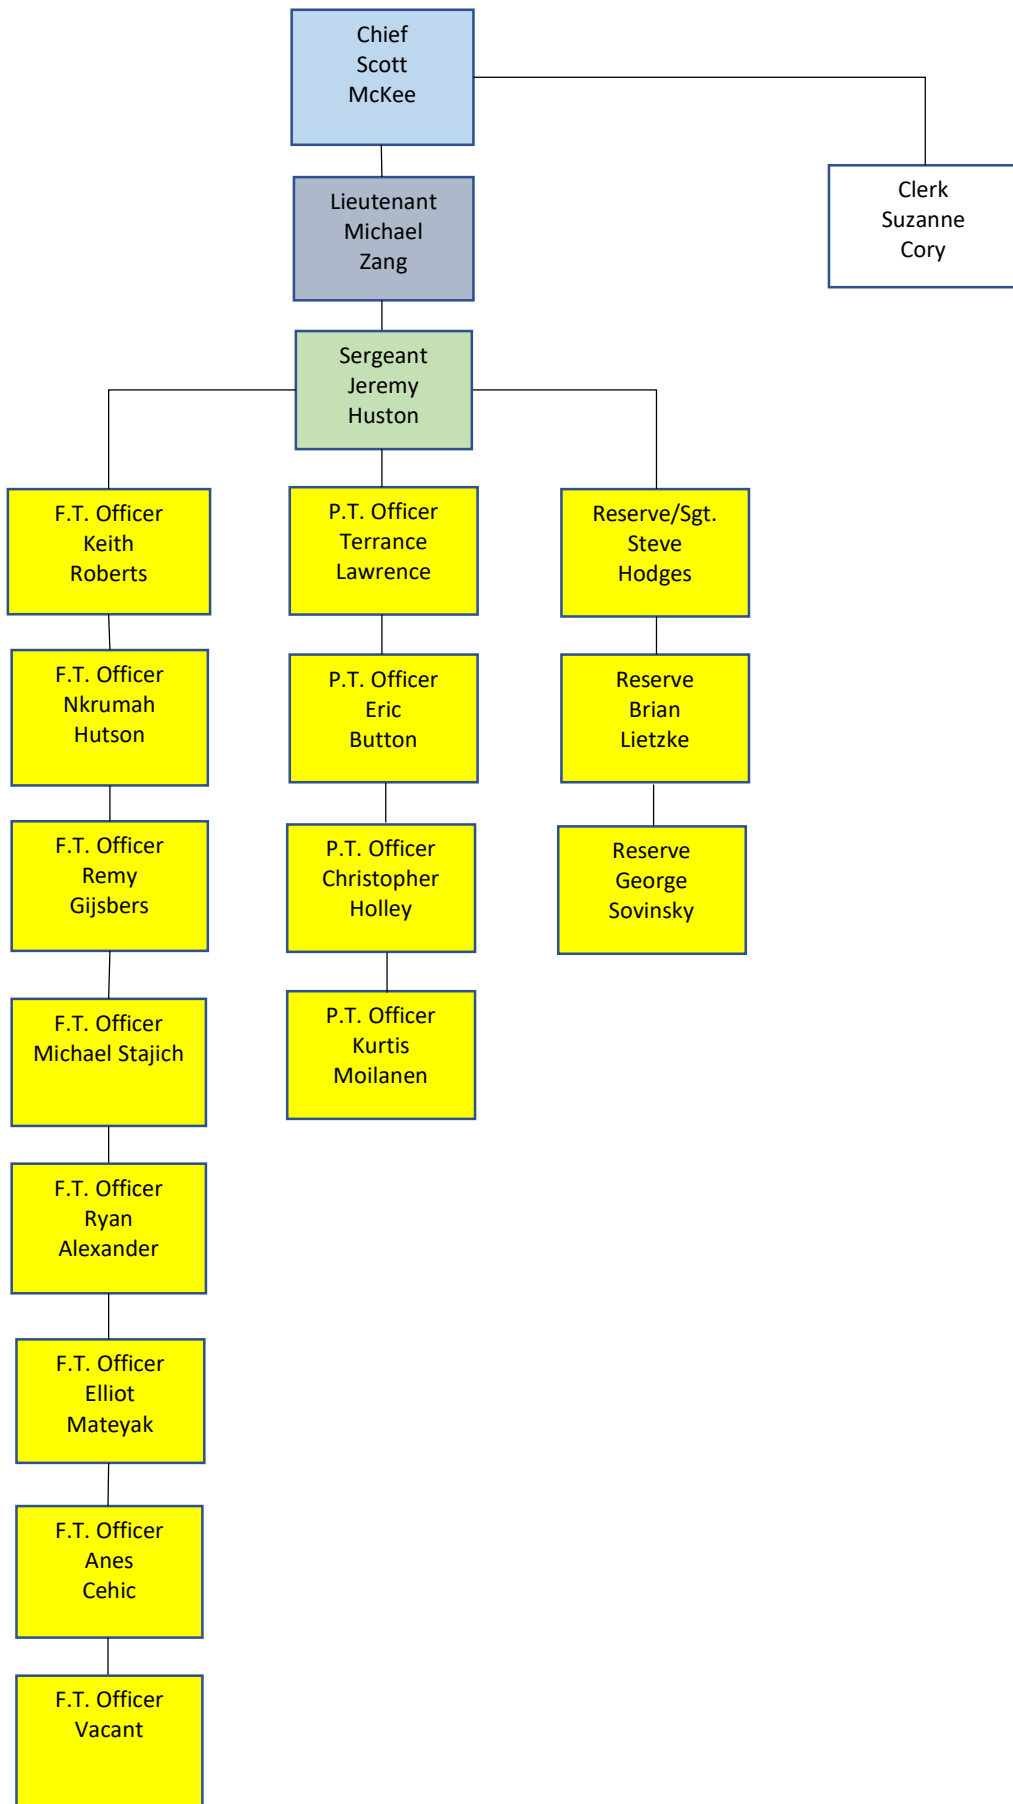 Chief
Scott
McKee
Clerk
Suzanne
Cory
Lieutenant
Michael
Zang
Sergeant
Jeremy
Huston
F.T. Officer
Keith
Roberts
F.T. Officer
Nkrumah
Hutson
F.T. Officer
Remy
Gijsbers
F.T. Officer
Michael Stajich
F.T. Officer
Ryan
Alexander
F.T. Officer
Elliot
Mateyak
F.T. Officer
Anes
Cehic
F.T. Officer
Vacant
P.T. Officer
Terrance
Lawrence
P.T. Officer
Eric
Button
P.T. Officer
Christopher
Holley
P.T. Officer
Kurtis
Moilanen
Reserve/Sgt.
Steve
Hodges
Reserve
Brian
Lietzke
Reserve
George
Sovinsky